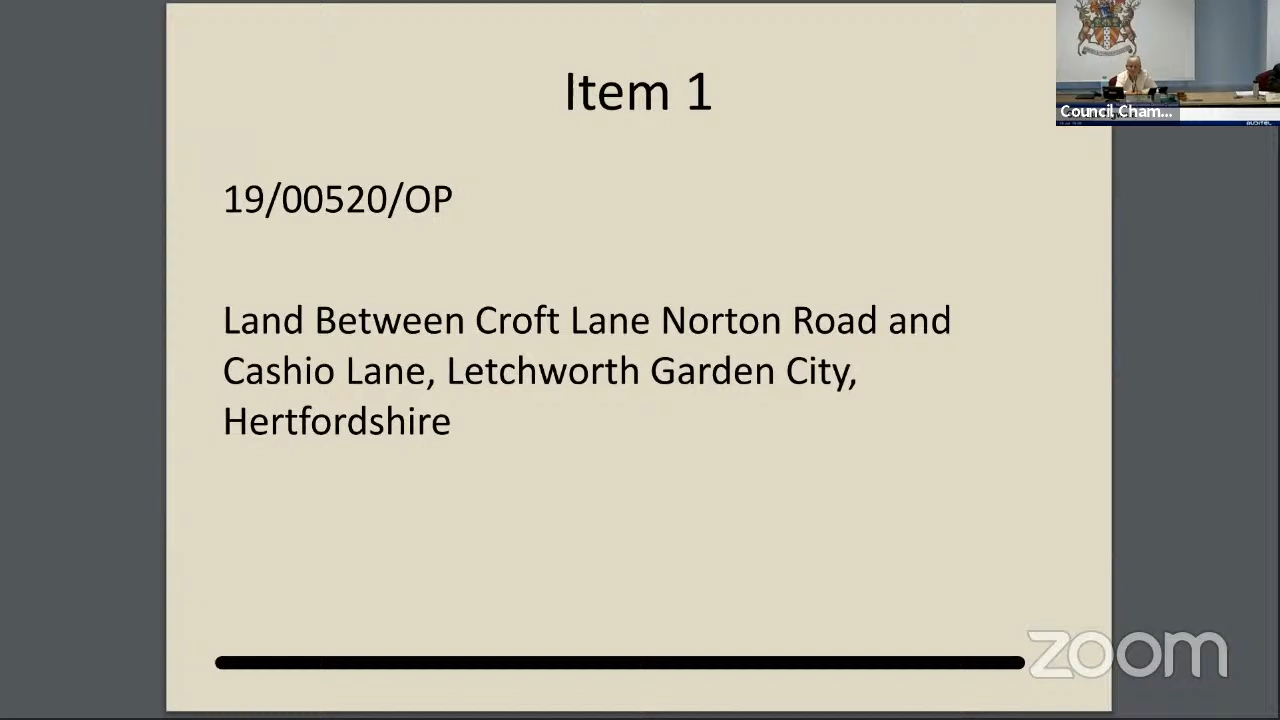 Item 1
19/00520/OP
Land Between Croft Lane Norton Road and
Cashio Lane, Letchworth Garden City,
Hertfordshire
Council Cham...
AUDITEL
zoom